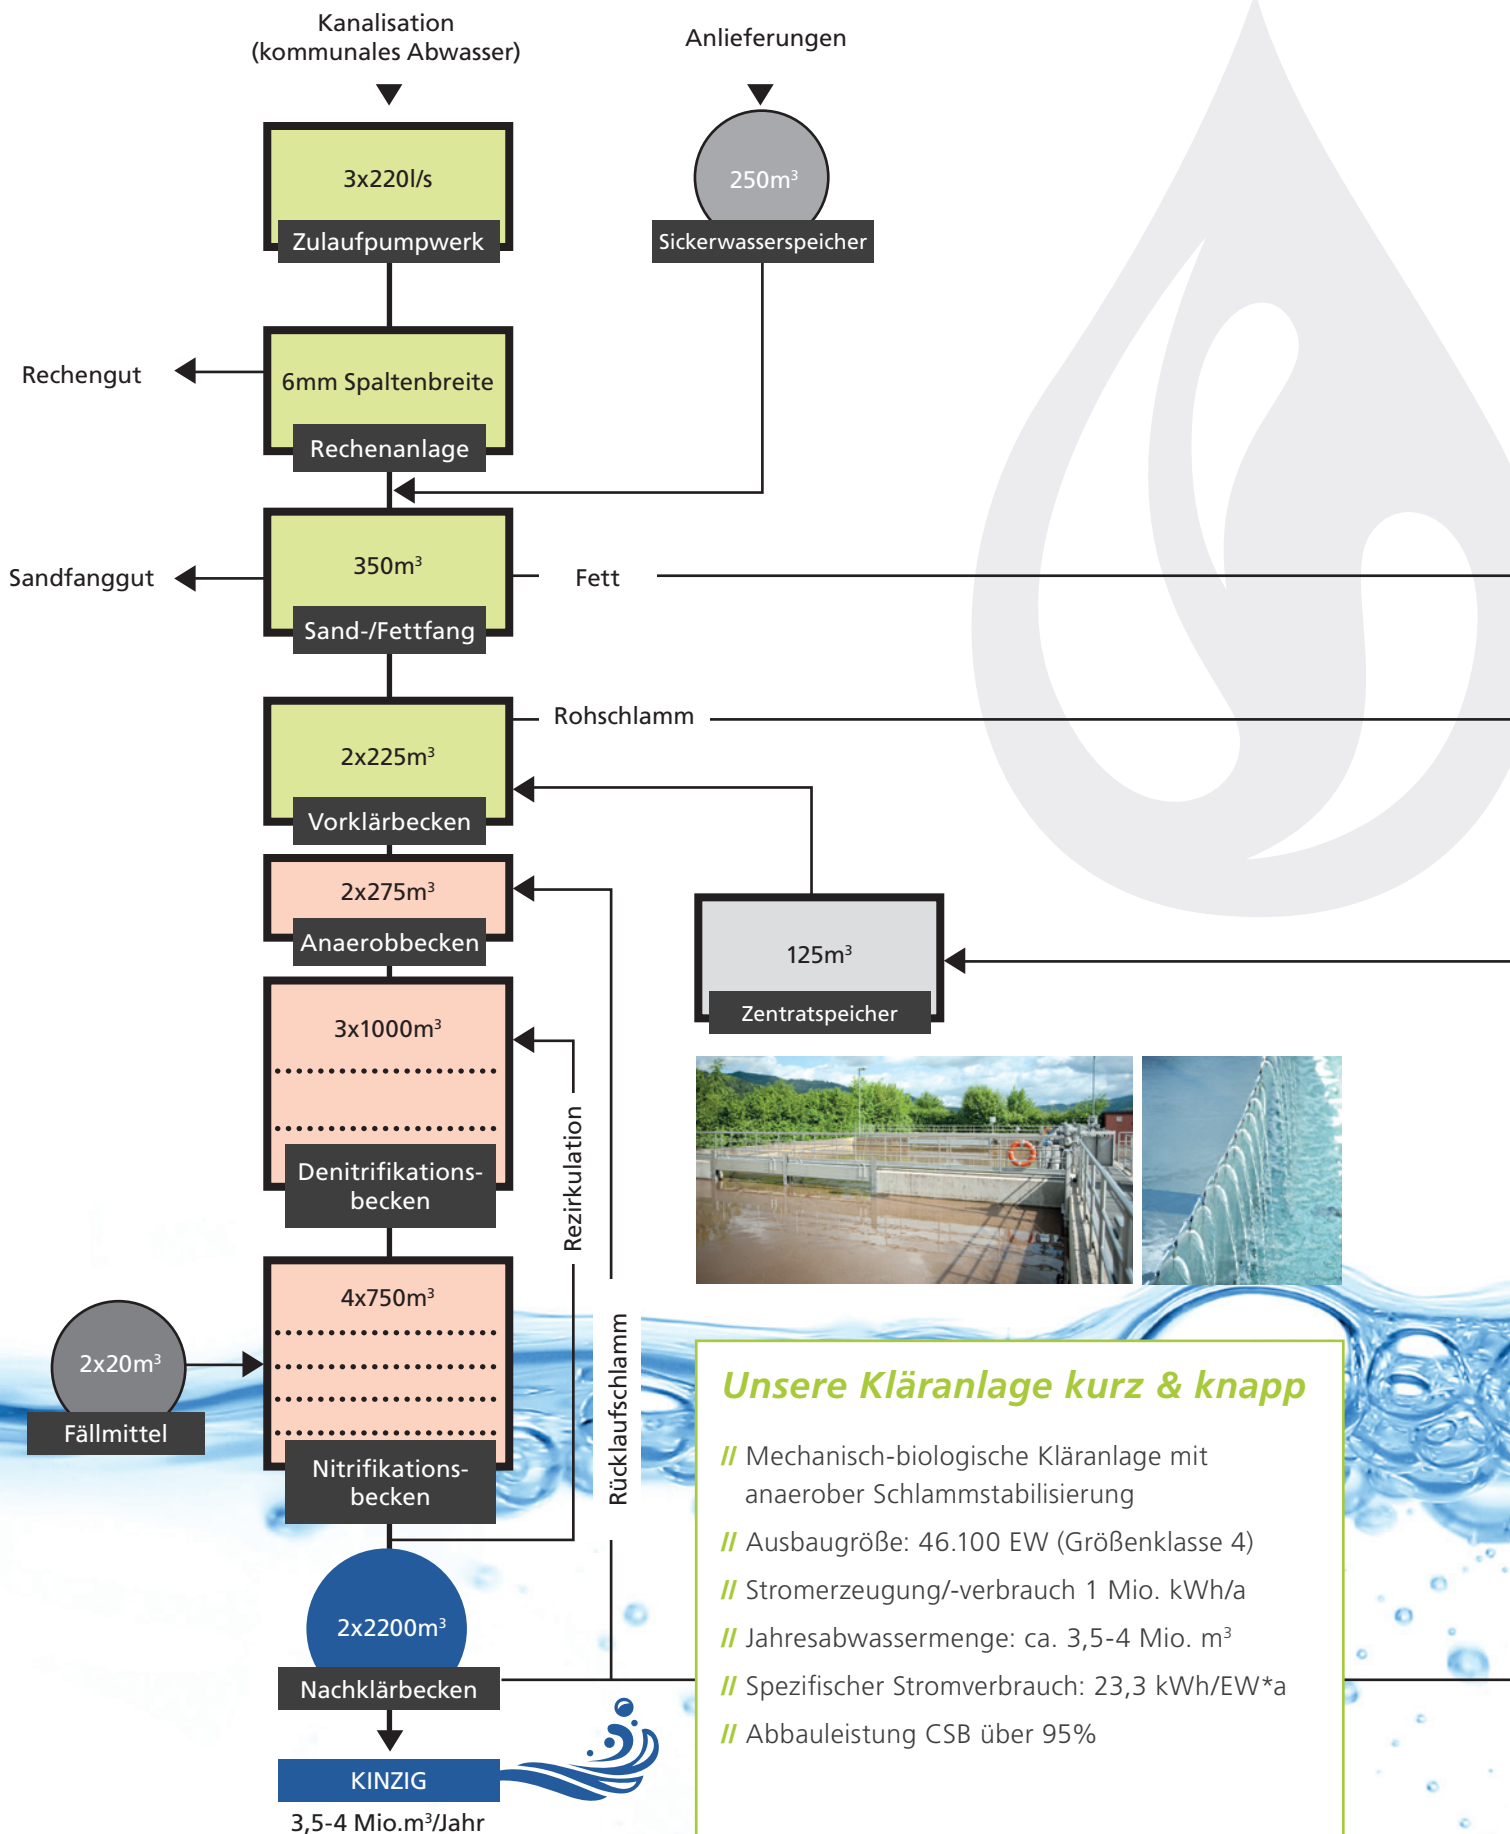 Kanalisation
(kommunales Abwasser)
Anlieferungen
3x220l/s
Zulaufpumpwerk
250m³
Sickerwasserspeicher
Rechengut
6mm Spaltenbreite
Rechenanlage
Sandfanggut
350m³
Sand-/Fettfang
Fett
Rohschlamm
2x225m³
Vorklärbecken
2x275m³
Anaerobbecken
125m³
Zentratspeicher
3x1000m³
Denitrifikations-
becken
Rezirkulation
Rücklaufschlamm
4x750m³
Nitrifikations-
becken
2x20m³
Fällmittel
2x2200m³
Nachklärbecken
KINZIG
3,5-4 Mio.m³/Jahr
Unsere Kläranlage kurz & knapp
// Mechanisch-biologische Kläranlage mit
anaerober Schlammstabilisierung
// Ausbaugröße: 46.100 EW (Größenklasse 4)
// Stromerzeugung/-verbrauch 1 Mio. kWh/a
// Jahresabwassermenge: ca. 3,5-4 Mio. m³
// Spezifischer Stromverbrauch: 23,3 kWh/EW*a
// Abbauleistung CSB über 95%